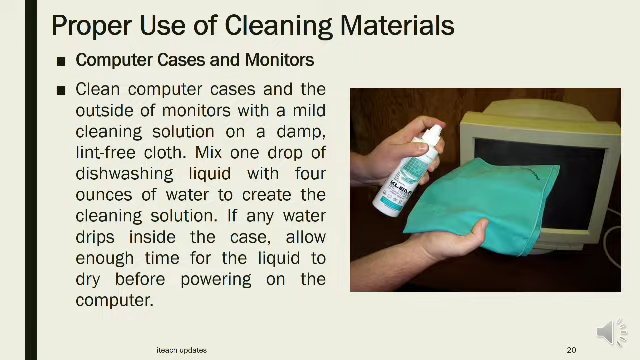 Proper Use of Cleaning Materials
Computer Cases and Monitors
Clean computer cases and the
outside of monitors with a mild
cleaning solution on a damp,
lint-free cloth. Mix one drop of
dishwashing liquid with four
ounces of water to create the
cleaning solution. If any water
drips inside the case, allow
enough time for the liquid to
dry before powering on the
computer.
iteach updates
20